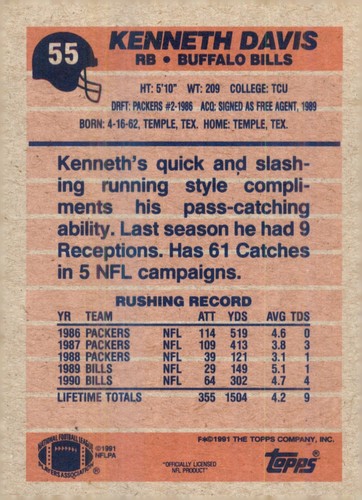 55
KENNETH DAVIS
RB • BUFFALO BILLS
HT: 5'10" WT: 209 COLLEGE: TCU
DRFT: PACKERS #2-1986 ACQ: SIGNED AS FREE AGENT, 1989
BORN: 4-16-62, TEMPLE, TEX. HOME: TEMPLE, TEX.
Kenneth's quick and slash-
ing running style compli-
ments his pass-catching
ability. Last season he had 9
Receptions. Has 61 Catches
in 5 NFL campaigns.
RUSHING RECORD
YR TEAM ATT YDS AVG TDS
1986 PACKERS NFL 114 519 4.6 0
1987 PACKERS NFL 109 413 3.8 3
1988 PACKERS NFL 39 121 3.1 1
1989 BILLS NFL 29 149 5.1 1
1990 BILLS NFL 64 302 4.7 4
LIFETIME TOTALS 355 1504 4.2 9
NATIONAL FOOTBALL LEAGUE
PLAYERS ASSOCIATION
©1991
NFLPA
"OFFICIALLY LICENSED
NFL PRODUCT"
F*©1991 THE TOPPS COMPANY, INC.
Topps